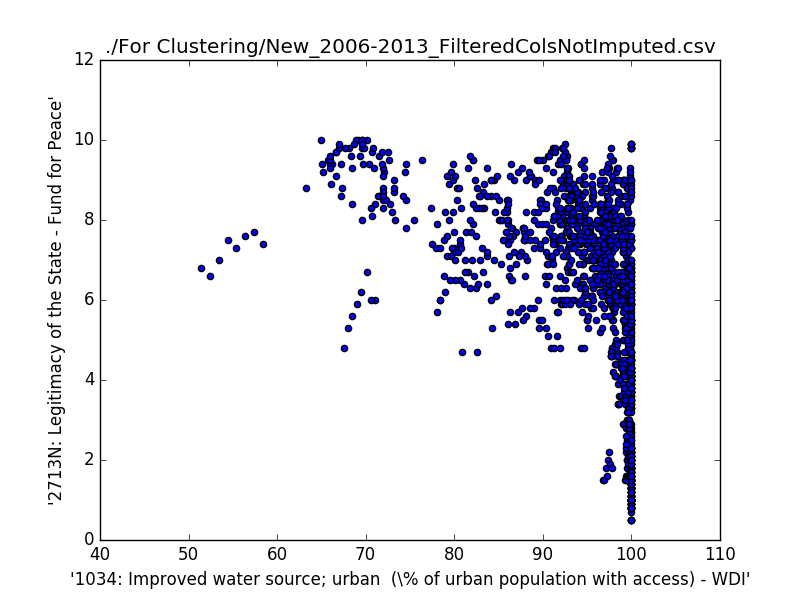 ./For Clustering/New_2006-2013_FilteredColsNotImputed.csv
12
10
8
6
4
2
0
'2713N: Legitimacy of the State - Fund for Peace'
40 50 60 70 80 90 100 110
'1034: Improved water source; urban  (\% of urban population with access) - WDI'